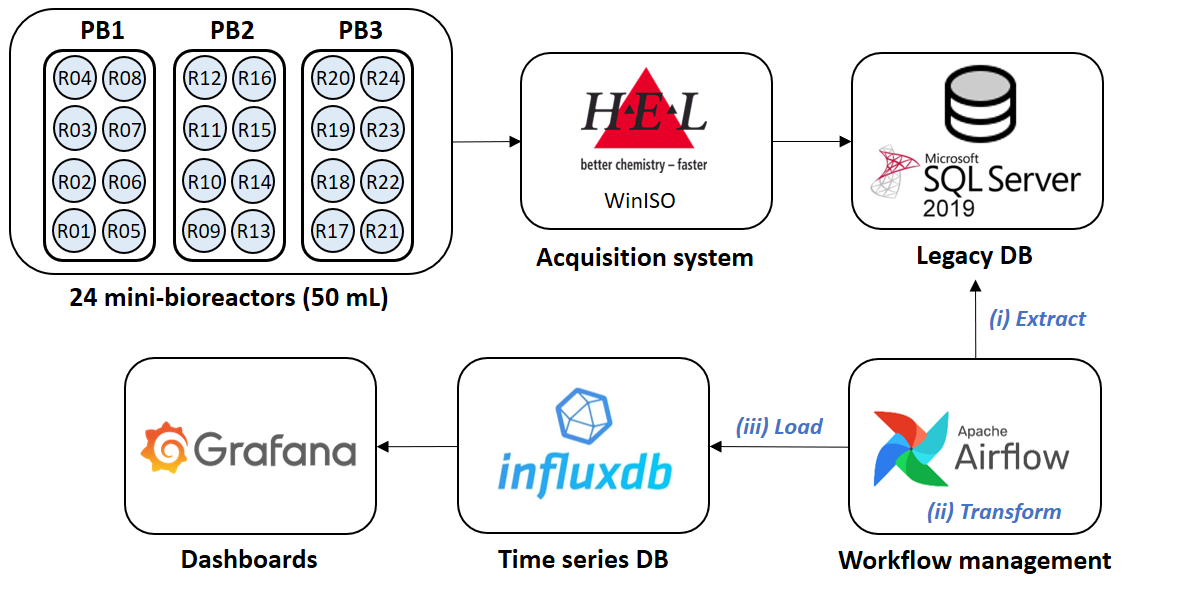 PB1 PB2 PB3
R04 R08 R12 R16 R20 R24
R03 R07 R11 R15 R19 R23
R02 R06 R10 R14 R18 R22
R01 R05 R09 R13 R17 R21
24 mini-bioreactors (50 mL)
H·E·L
better chemistry – faster
WinISO
Acquisition system
Microsoft
SQL Server
2019
Legacy DB
(i) Extract
Apache
Airflow
(ii) Transform
Workflow management
(iii) Load
influxdb
Time series DB
Grafana
Dashboards